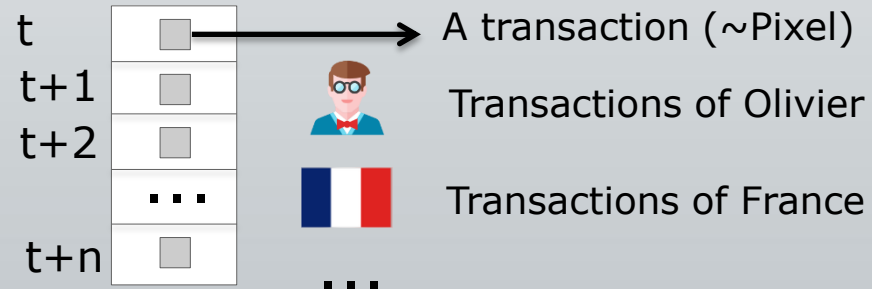 t
A transaction (~Pixel)
t+1
Transactions of Olivier
t+2
...
Transactions of France
t+n
...